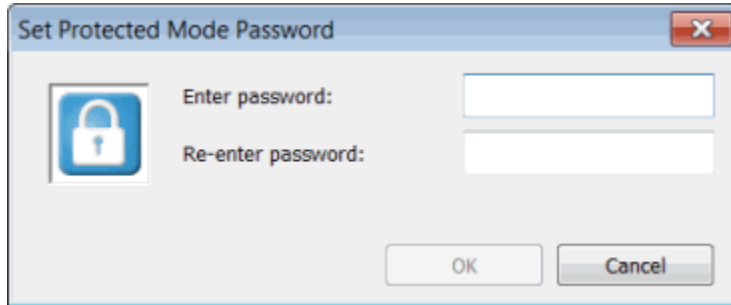 Set Protected Mode Password
Enter password:
Re-enter password:
OK
Cancel